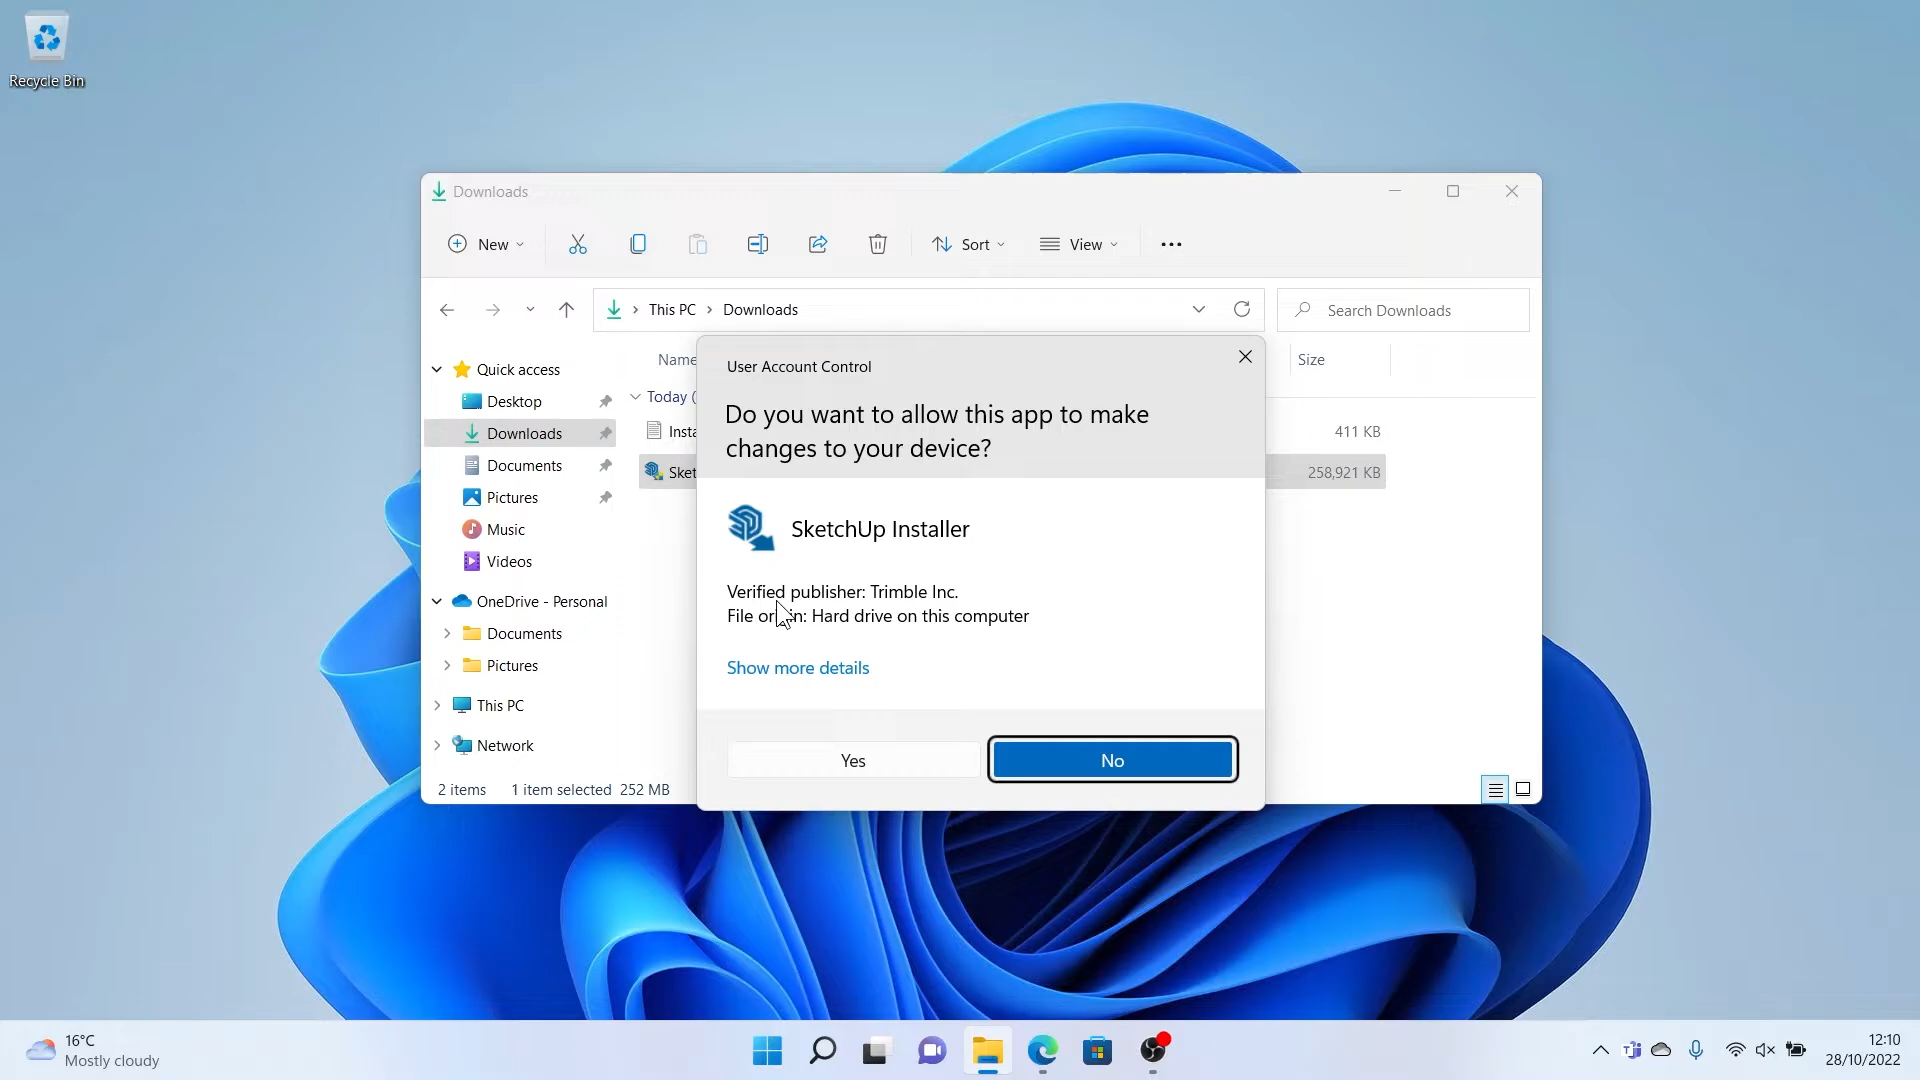 Recycle Bin
Downloads
New
Sort
View
This PC
Downloads
Search Downloads
Name
Size
Quick access
Desktop
Downloads
Documents
Pictures
Music
Videos
OneDrive - Personal
Documents
Pictures
This PC
Network
Today (
Insta
411 KB
Sket
258,921 KB
User Account Control
Do you want to allow this app to make
changes to your device?
SketchUp Installer
Verified publisher: Trimble Inc.
File origin: Hard drive on this computer
Show more details
Yes
No
2 items
1 item selected 252 MB
16°C
Mostly cloudy
12:10
28/10/2022